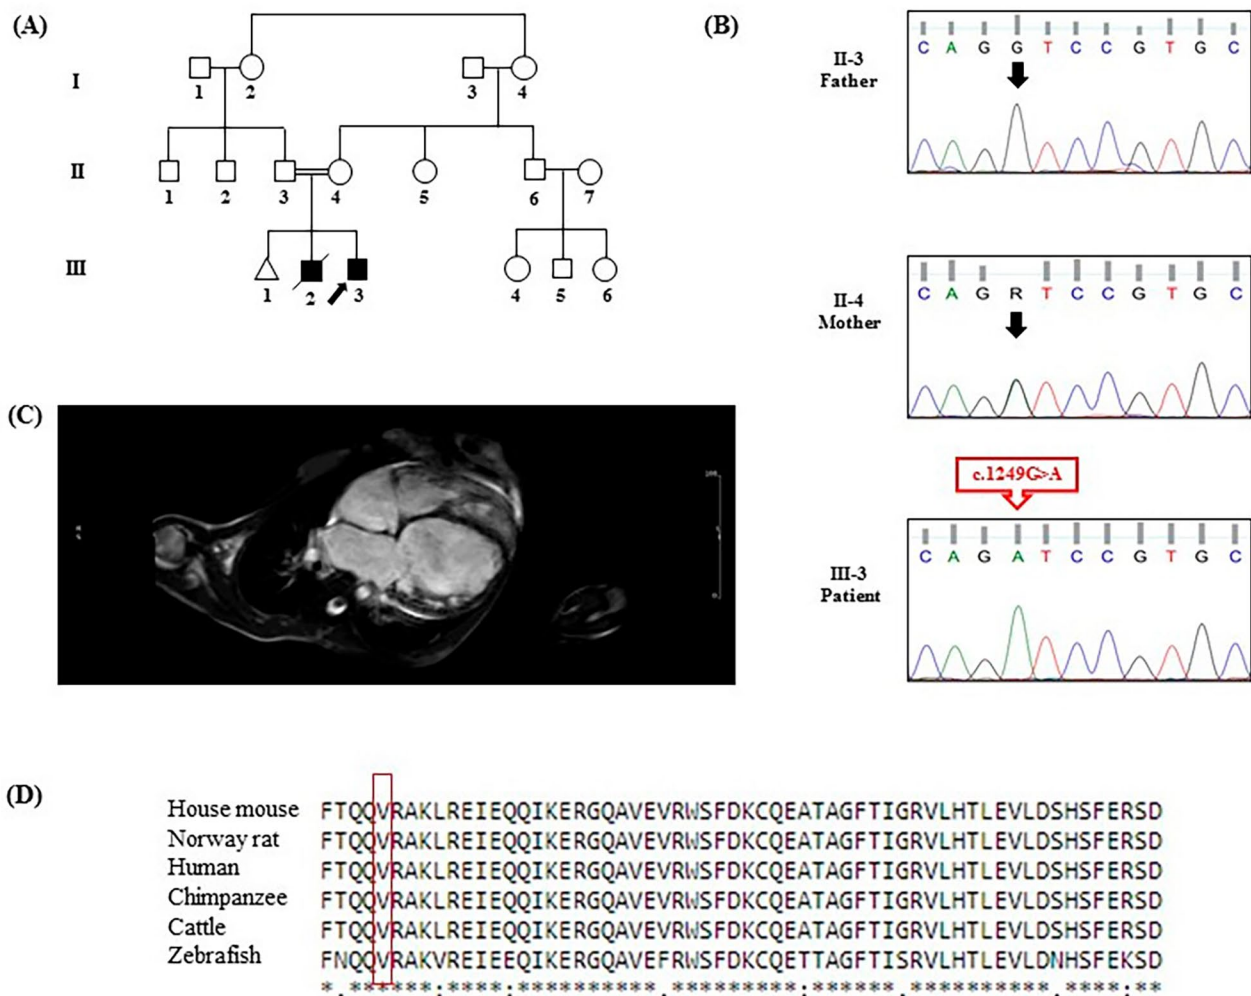 (A)
I
1 2 3 4
II
1 2 3 4 5 6 7
III
1 2 3 4 5 6
(B)
II-3
Father
C A G G T C C G T G C
II-4
Mother
C A G R T C C G T G C
c.1249G>A
III-3
Patient
C A G A T C C G T G C
(C)
(D)
House mouse FTQQVRAKLREIEQQIKERGQAVEVRWSFDKCQEATAGFTIGRVLHTLEVLDSHSFERSD
Norway rat FTQQVRAKLREIEQQIKERGQAVEVRWSFDKCQEATAGFTIGRVLHTLEVLDSHSFERSD
Human FTQQVRAKLREIEQQIKERGQAVEVRWSFDKCQEATAGFTIGRVLHTLEVLDSHSFERSD
Chimpanzee FTQQVRAKLREIEQQIKERGQAVEVRWSFDKCQEATAGFTIGRVLHTLEVLDSHSFERSD
Cattle FTQQVRAKLREIEQQIKERGQAVEVRWSFDKCQEATAGFTIGRVLHTLEVLDSHSFERSD
Zebrafish FNQQVRAKVREIEEQIKERGQAVEFRWSFDKCQETTAGFTISRVLHTLEVLDNHSFEKSD
*.******:****:**********.*********:******.**********.****:**